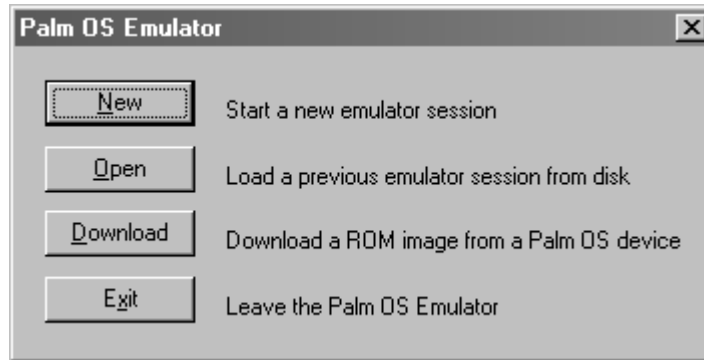 Palm OS Emulator
New Start a new emulator session
Open Load a previous emulator session from disk
Download Download a ROM image from a Palm OS device
Exit Leave the Palm OS Emulator